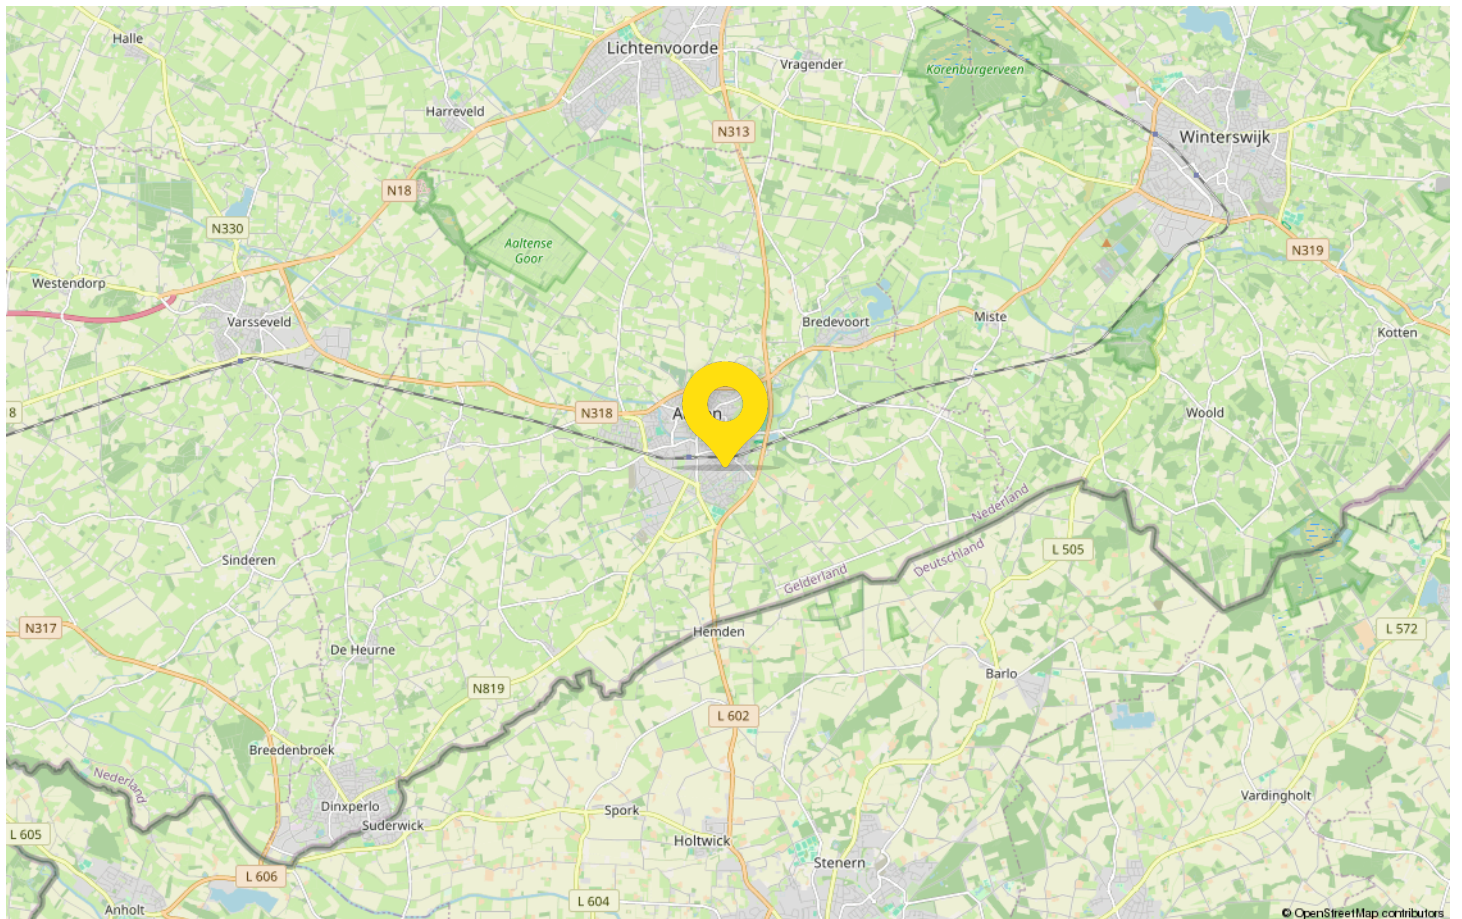 Halle
Lichtenvoorde
Vragender
Korenburgerveen
Harreveld
N313
Winterswijk
N18
N330
Aaltense
Goor
N319
Westendorp
Varsseveld
Bredevoort
Miste
Kotten
8
N318
Woold
Nederland
Deutschland
L 505
Sinderen
Gelderland
N317
Hemden
L 572
De Heurne
Barlo
N819
L 602
Breedenbroek
Nederland
Dinxperlo
Suderwick
Spork
Vardingholt
L 605
Holtwick
Stenern
L 606
L 604
Anholt
© OpenStreetMap contributors